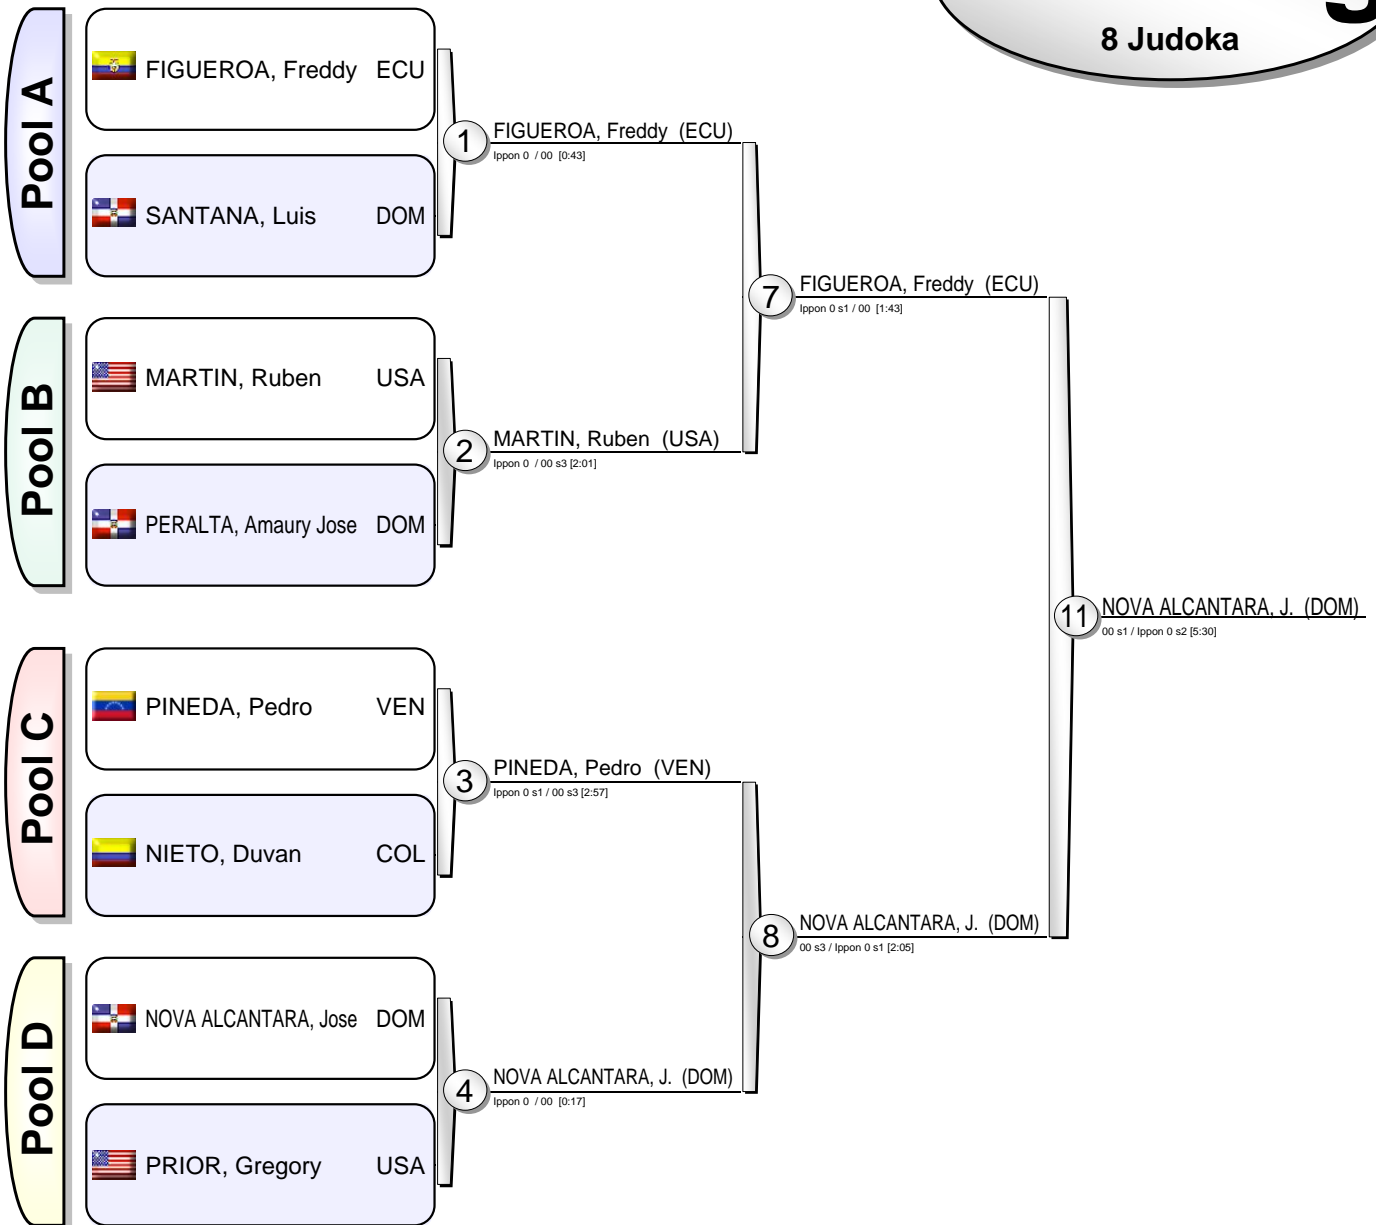 8 Judoka
Pool A
FIGUEROA, Freddy ECU
SANTANA, Luis DOM
1 FIGUEROA, Freddy (ECU)
Ippon 0 / 00 [0:43]
7 FIGUEROA, Freddy (ECU)
Ippon 0 s1 / 00 [1:43]
Pool B
MARTIN, Ruben USA
PERALTA, Amaury Jose DOM
2 MARTIN, Ruben (USA)
Ippon 0 / 00 s3 [2:01]
11 NOVA ALCANTARA, J. (DOM)
00 s1 / Ippon 0 s2 [5:30]
Pool C
PINEDA, Pedro VEN
NIETO, Duvan COL
3 PINEDA, Pedro (VEN)
Ippon 0 s1 / 00 s3 [2:57]
8 NOVA ALCANTARA, J. (DOM)
00 s3 / Ippon 0 s1 [2:05]
Pool D
NOVA ALCANTARA, Jose DOM
PRIOR, Gregory USA
4 NOVA ALCANTARA, J. (DOM)
Ippon 0 / 00 [0:17]